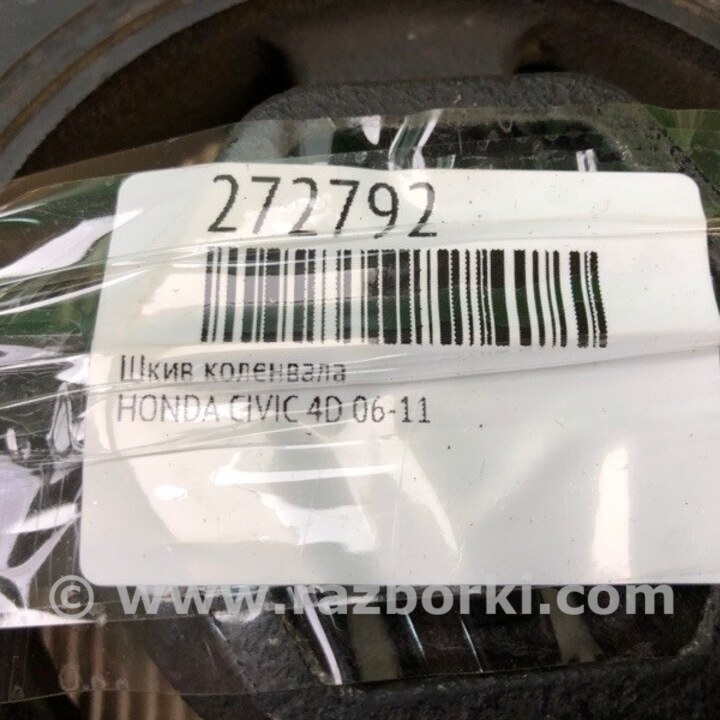 272792
Шкив коленвала
HONDA CIVIC 4D 06-11
© www.razborki.com